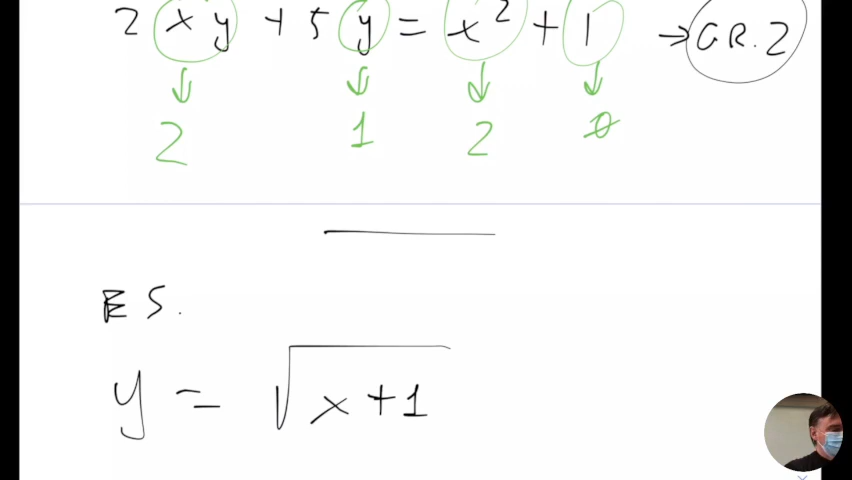 2xy + 5y = x² + 1 → GR. 2
2 1 2 0
ES.
y = √x+1